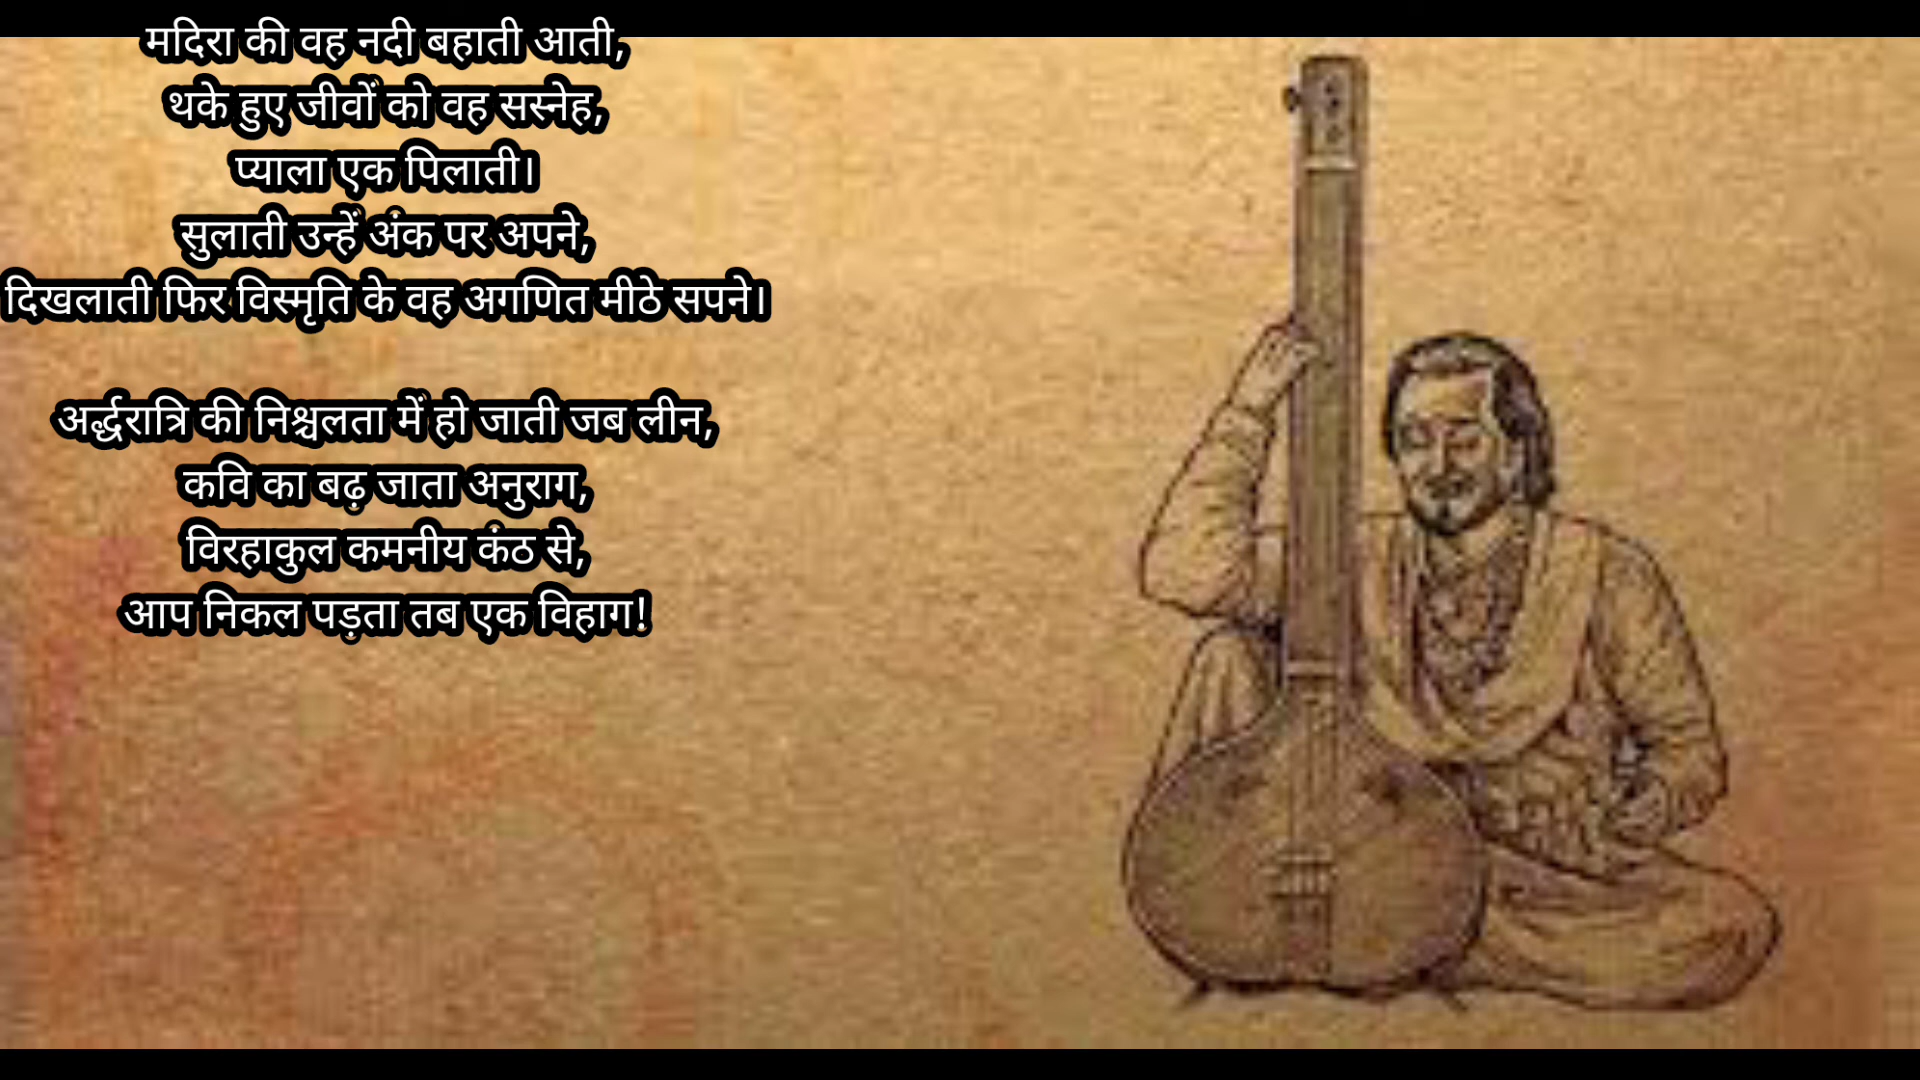 मदिरा की वह नदी बहाती आती,
थके हुए जीवों को वह सस्नेह,
प्याला एक पिलाती।
सुलाती उन्हें अंक पर अपने,
दिखलाती फिर विस्मृति के वह अगणित मीठे सपने।
अर्द्धरात्रि की निश्चलता में हो जाती जब लीन,
कवि का बढ़ जाता अनुराग,
विरहाकुल कमनीय कंठ से,
आप निकल पड़ता तब एक विहाग!